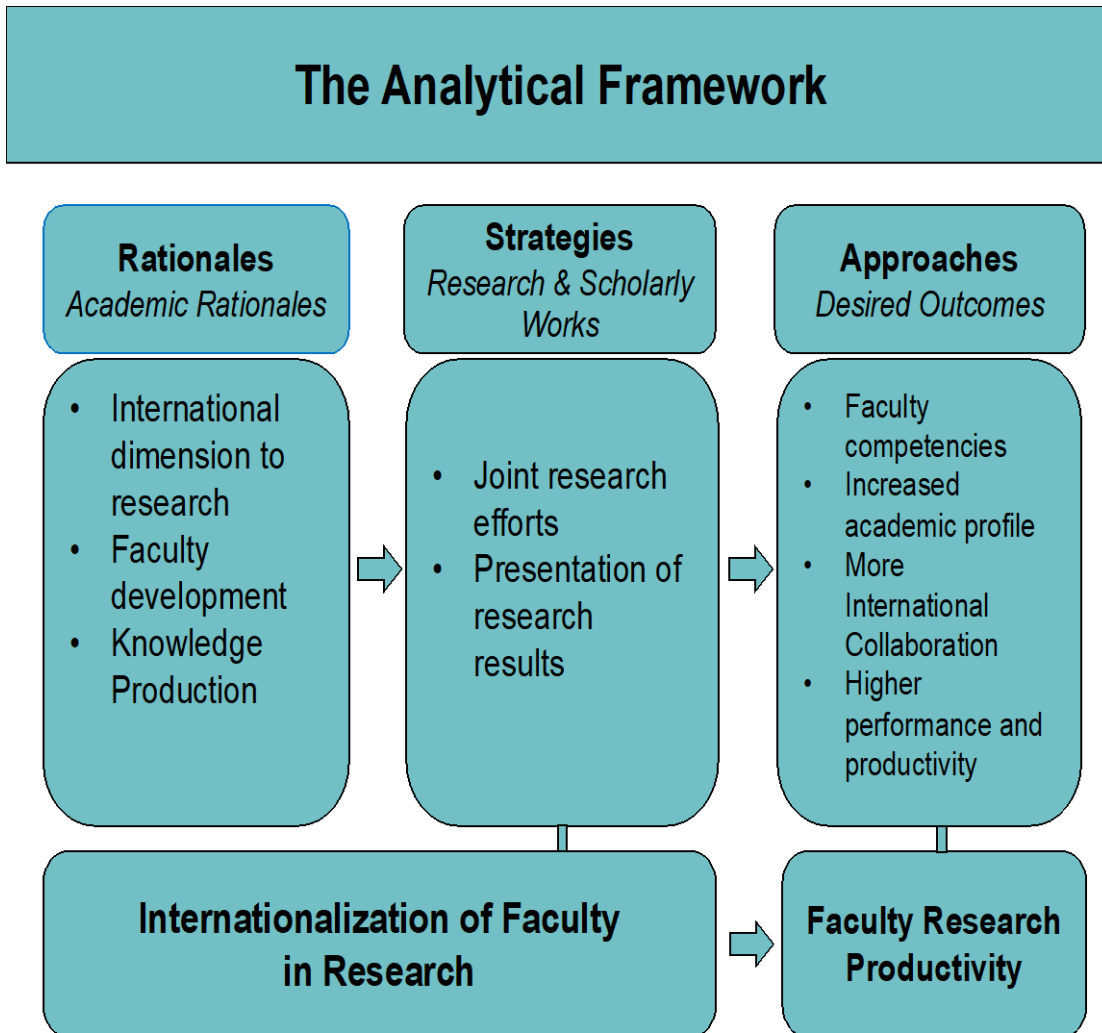 The Analytical Framework
Rationales
Academic Rationales
• International
dimension to
research
• Faculty
development
• Knowledge
Production
Strategies
Research & Scholarly
Works
• Joint research
efforts
• Presentation of
research
results
Approaches
Desired Outcomes
• Faculty
competencies
• Increased
academic profile
• More
International
Collaboration
• Higher
performance and
productivity
Internationalization of Faculty
in Research
Faculty Research
Productivity